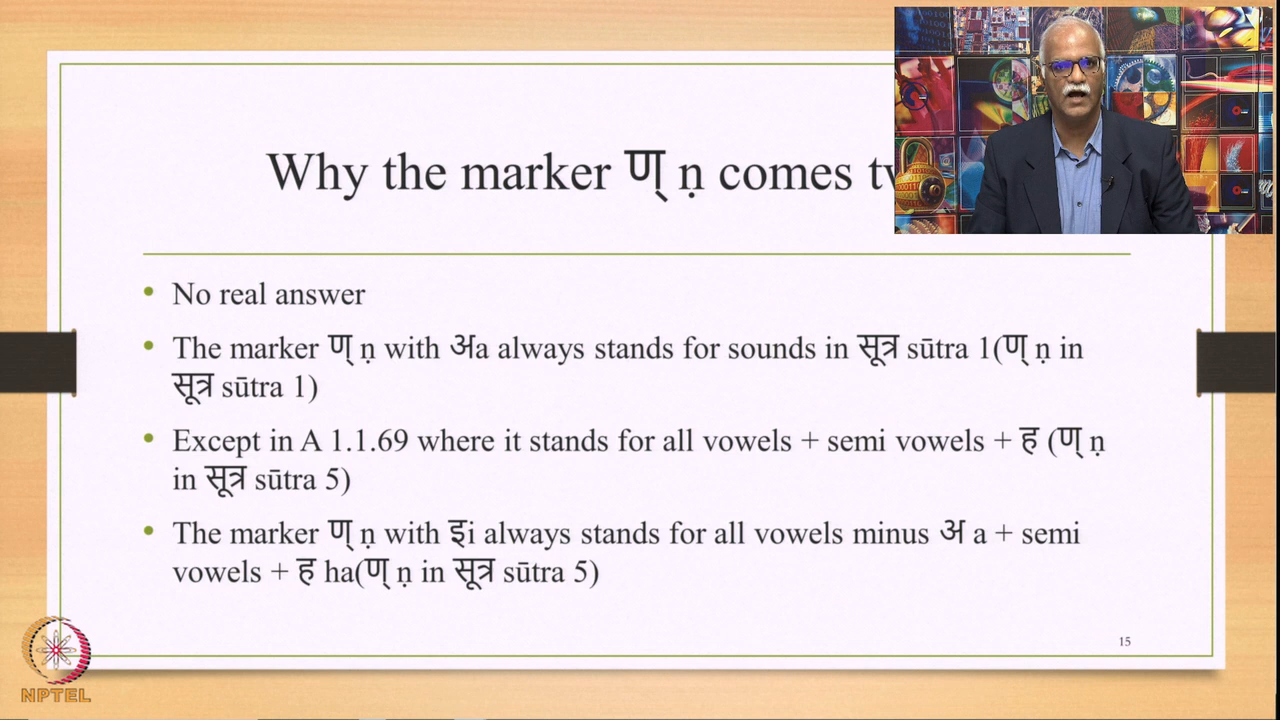 Why the marker ण् ṇ comes
No real answer
The marker ण् ṇ with अa always stands for sounds in सूत्र sūtra 1(ण् ṇ in
सूत्र sūtra 1)
Except in A 1.1.69 where it stands for all vowels + semi vowels + ह (ण् ṇ
in सूत्र sūtra 5)
The marker ण् ṇ with इi always stands for all vowels minus अ a + semi
vowels + ह ha(ण् ṇ in सूत्र sūtra 5)
15
NPTEL